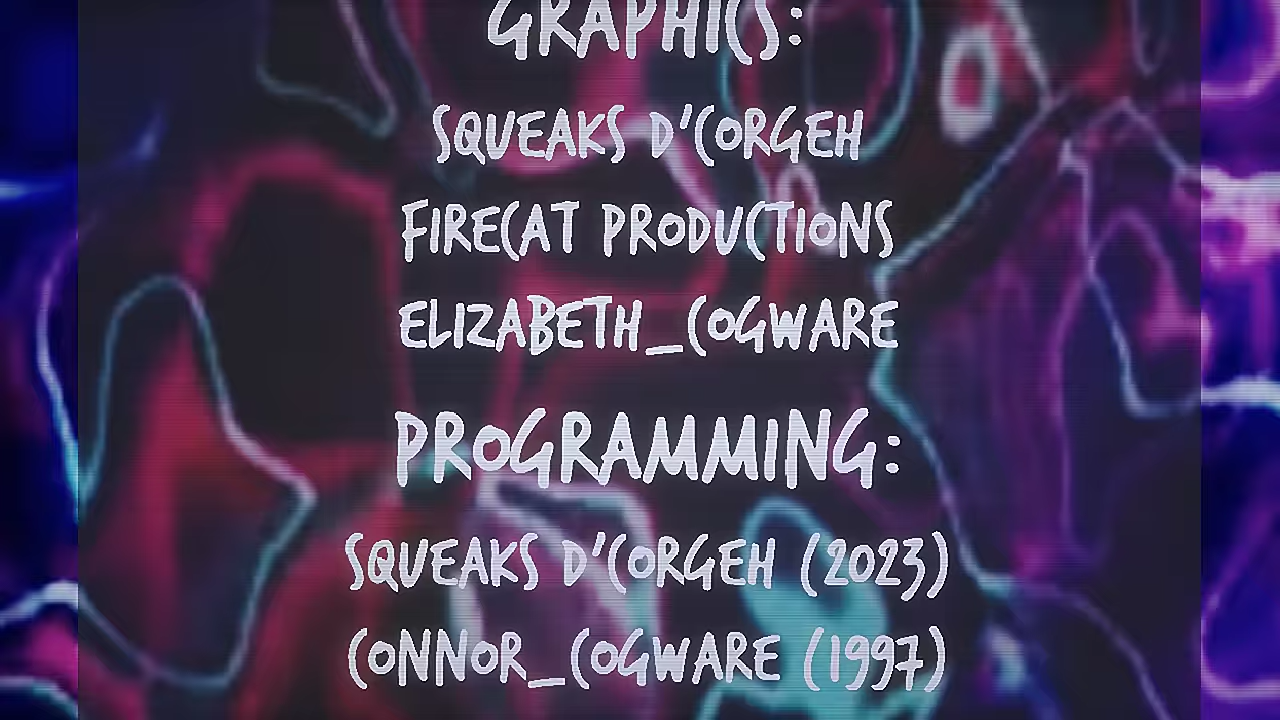 GRAPHICS:
SQUEAKS D'CORGEH
FIRECAT PRODUCTIONS
ELIZABETH_COGWARE
PROGRAMMING:
SQUEAKS D'CORGEH (2023)
CONNOR_COGWARE (1997)